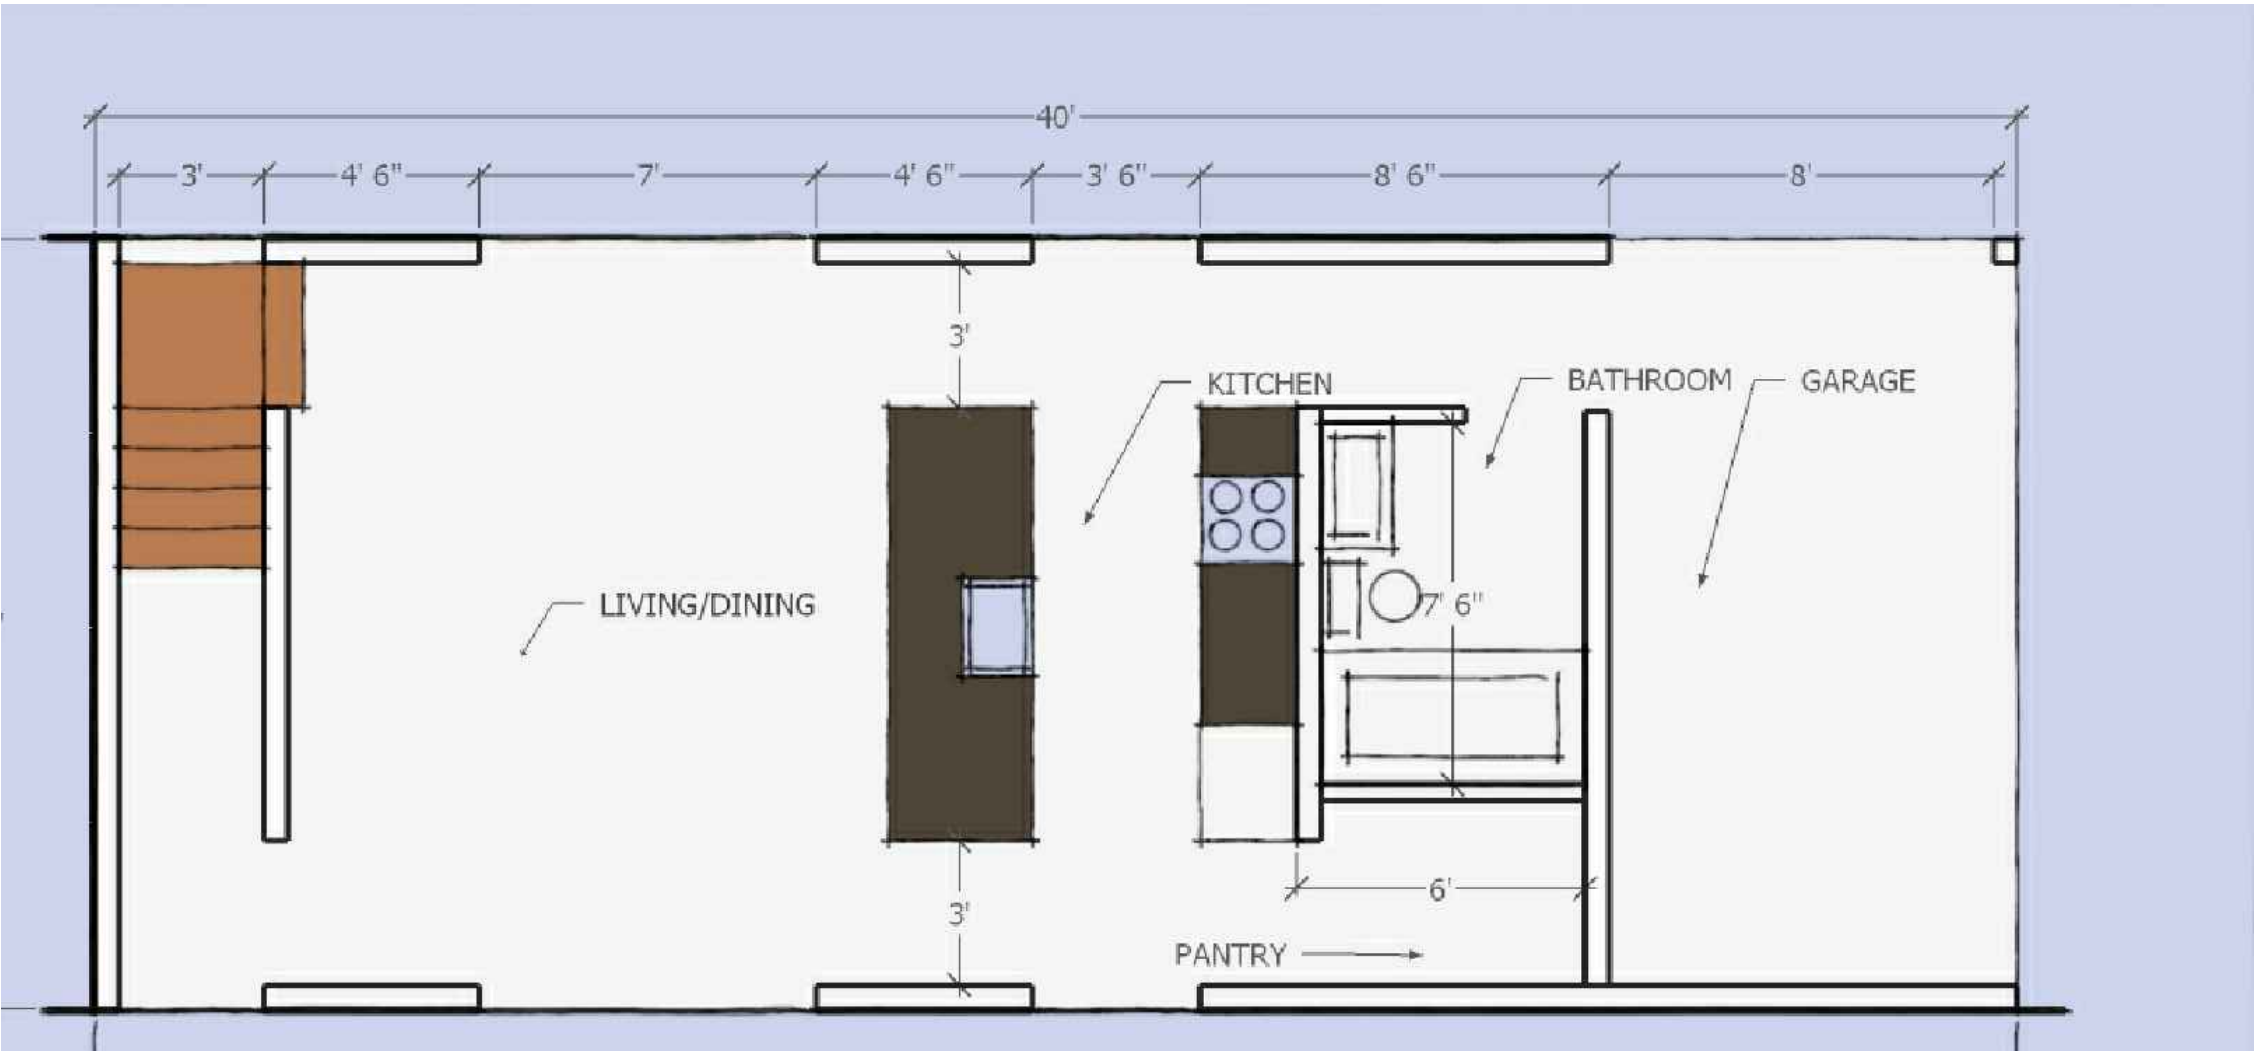 40'
3'
4' 6"
7'
4' 6"
3' 6"
8' 6"
8'
3'
KITCHEN
BATHROOM
GARAGE
LIVING/DINING
7' 6"
6'
3'
PANTRY